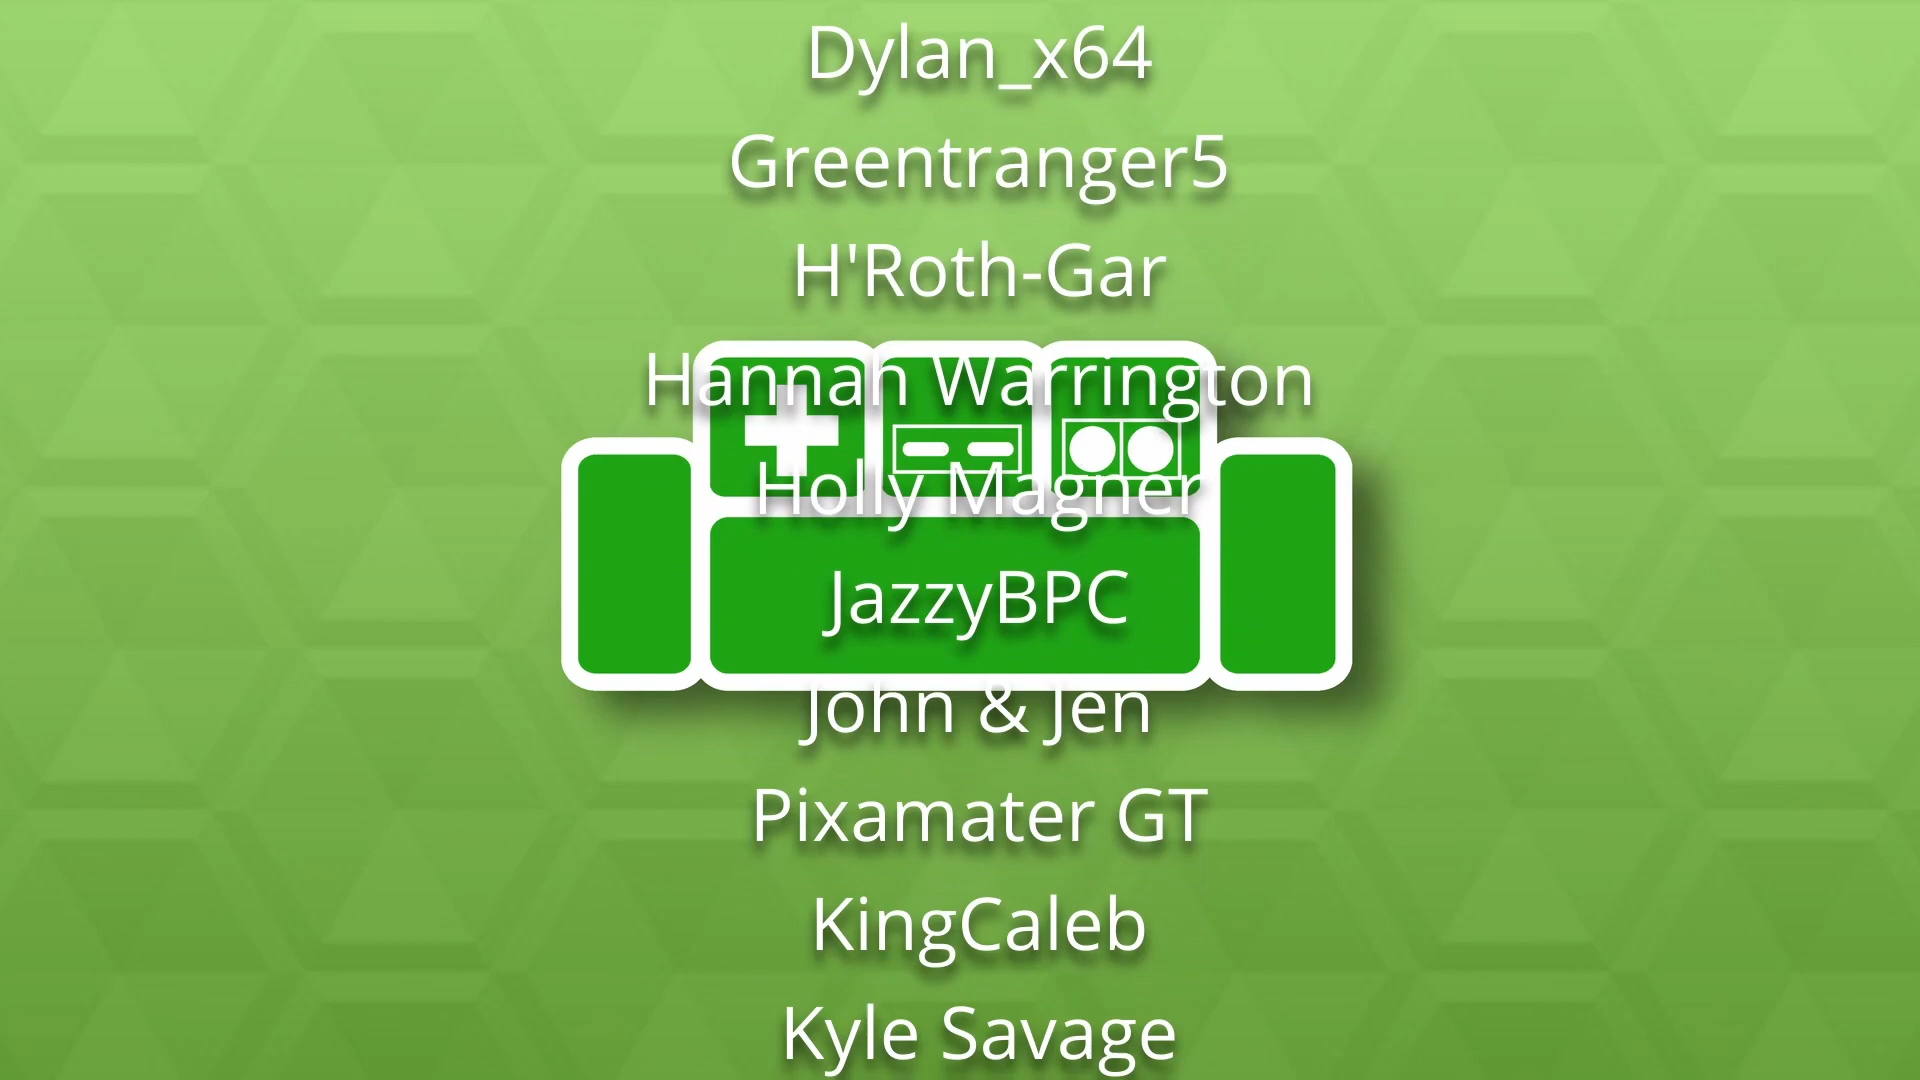 Dylan_x64
Greentranger5
H'Roth-Gar
Hannah Warrington
Holly Magner
JazzyBPC
John & Jen
Pixamater GT
KingCaleb
Kyle Savage